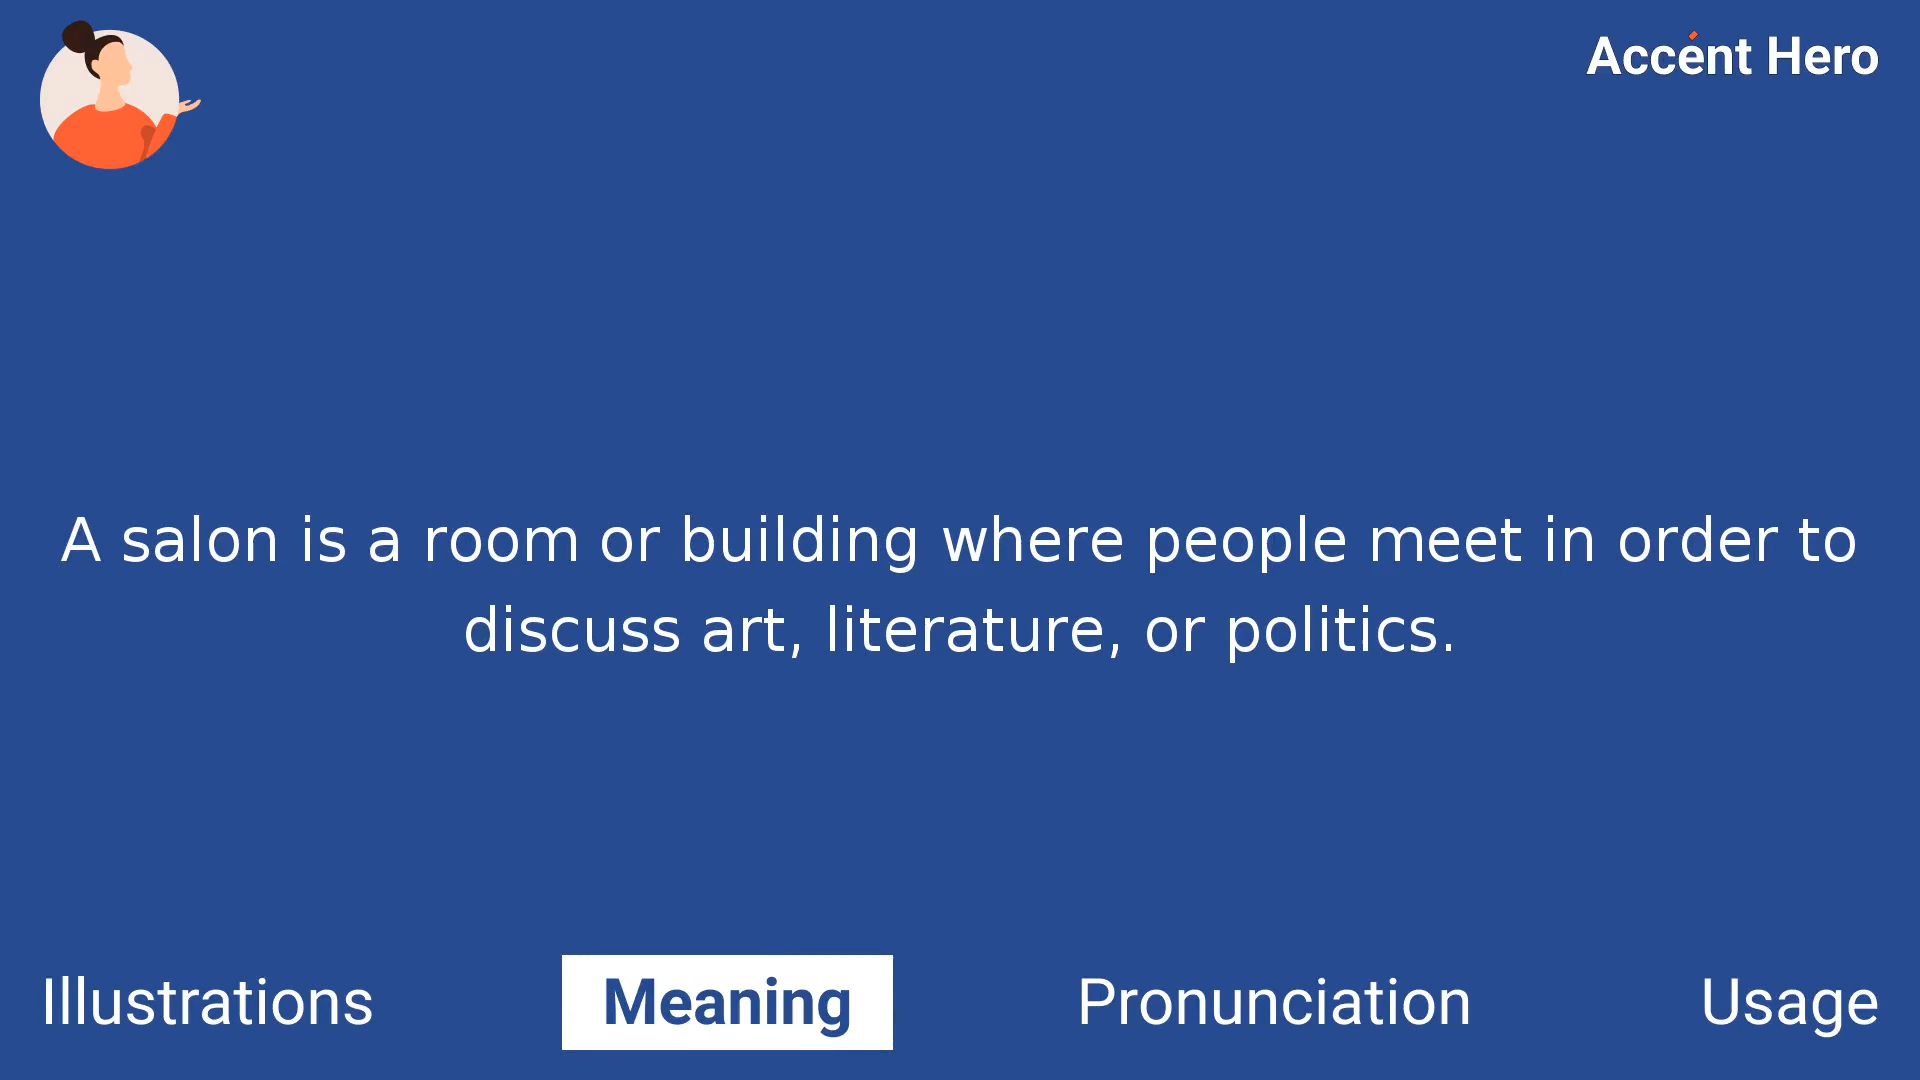 Accént Hero
A salon is a room or building where people meet in order to
discuss art, literature, or politics.
Illustrations Meaning Pronunciation Usage